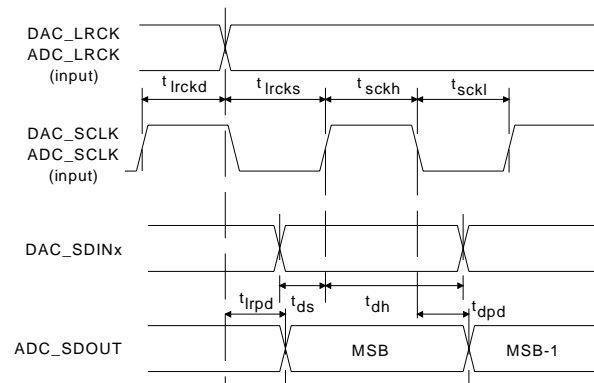 DAC_LRCK
ADC_LRCK
(input)
t lrckd
t lrcks
t sckh
t sckl
DAC_SCLK
ADC_SCLK
(input)
DAC_SDINx
t lrpd
t ds
t dh
t dpd
ADC_SDOUT
MSB
MSB-1